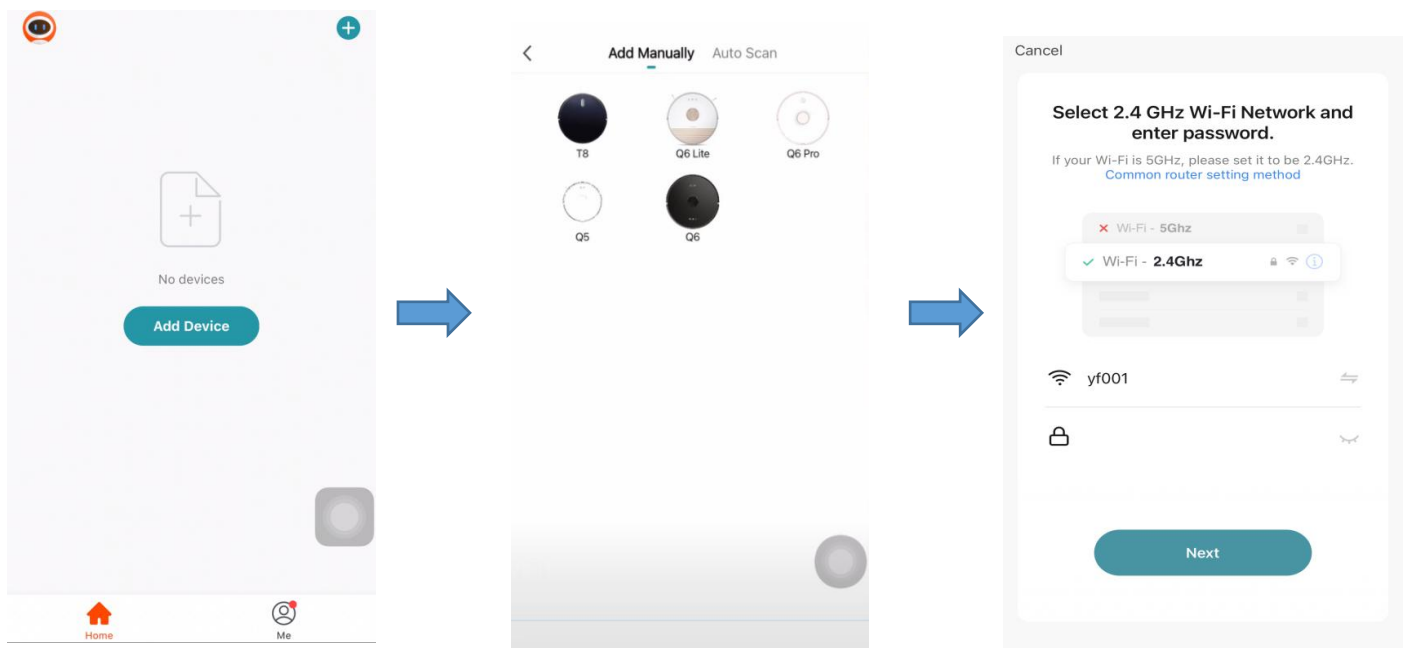 No devices
Add Device
Home
Me
Add Manually Auto Scan
T8
Q6 Lite
Q6 Pro
Q5
Q6
Cancel
Select 2.4 GHz Wi-Fi Network and
enter password.
If your Wi-Fi is 5GHz, please set it to be 2.4GHz.
Common router setting method
Wi-Fi - 5Ghz
Wi-Fi - 2.4Ghz
yf001
Next